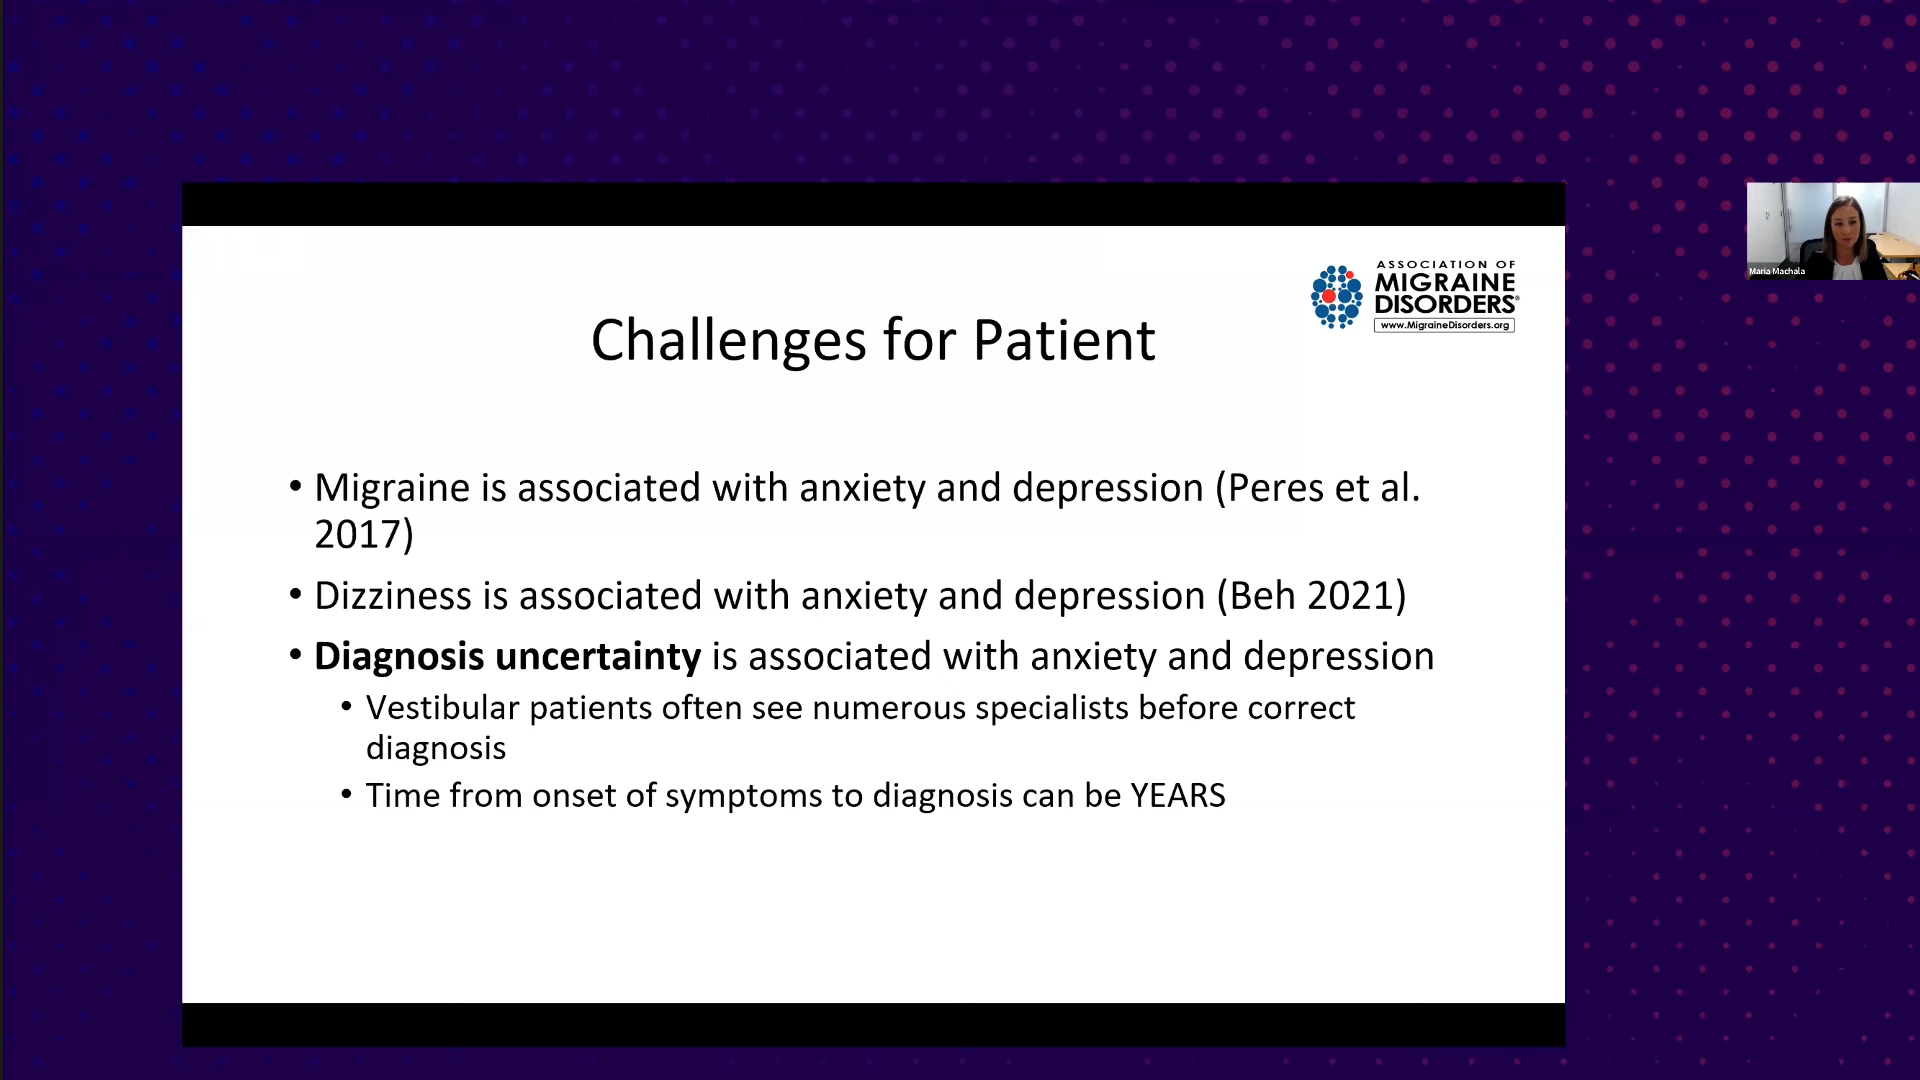 ASSOCIATION OF
MIGRAINE
DISORDERS®
www.MigraineDisorders.org
Maria Machala
Challenges for Patient
• Migraine is associated with anxiety and depression (Peres et al.
2017)
• Dizziness is associated with anxiety and depression (Beh 2021)
• Diagnosis uncertainty is associated with anxiety and depression
• Vestibular patients often see numerous specialists before correct
diagnosis
• Time from onset of symptoms to diagnosis can be YEARS